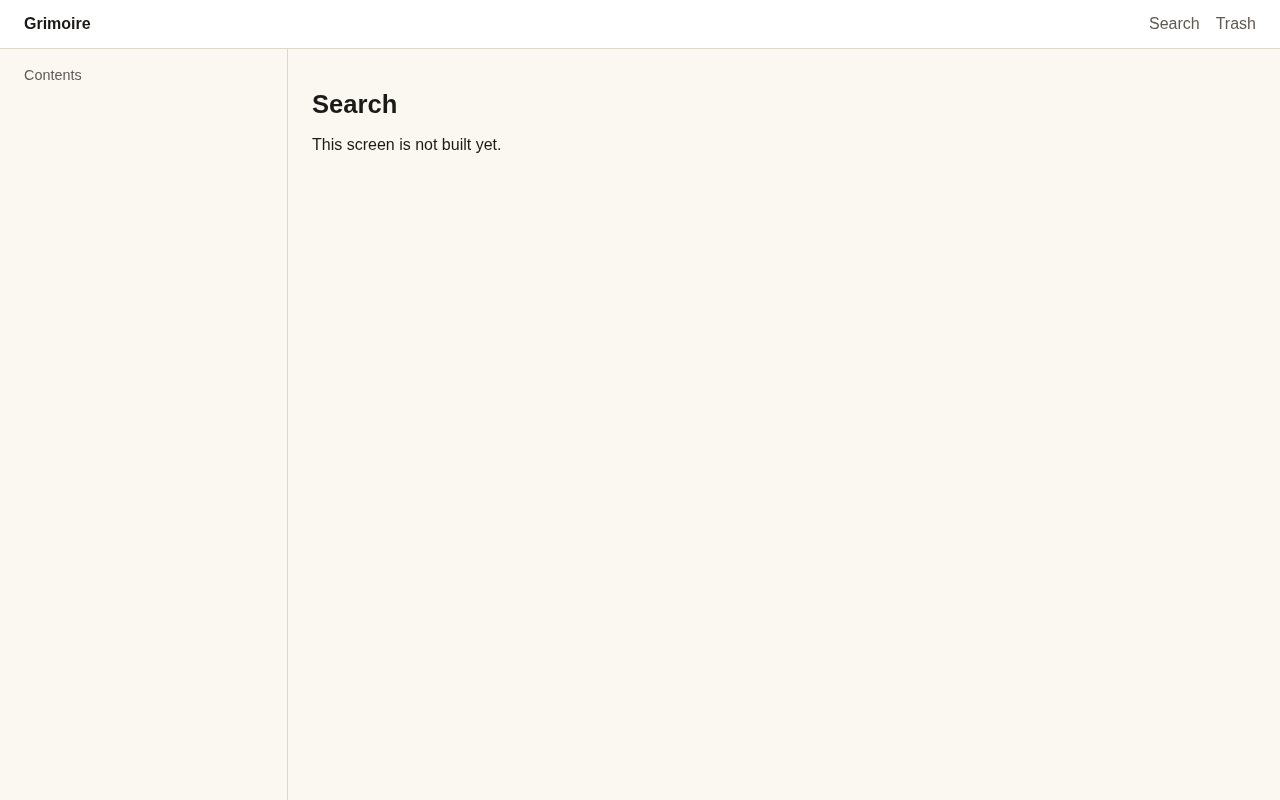 Grimoire
Search Trash
Contents
Search
This screen is not built yet.